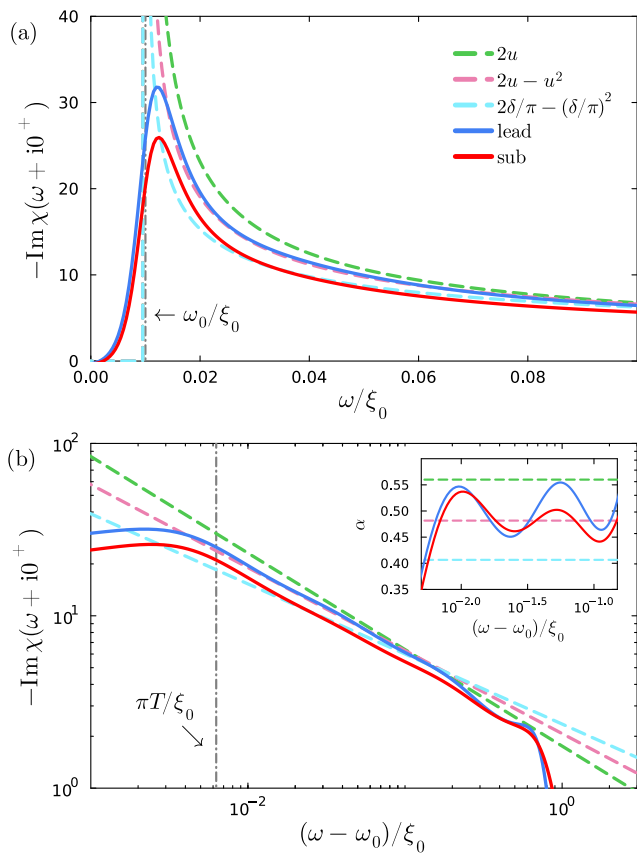 (a)
40
30
20
10
0
0.00 0.02 0.04 0.06 0.08
−Im χ(ω + i0⁺)
ω/ξ₀
← ω₀/ξ₀
2u
2u − u²
2δ/π − (δ/π)²
lead
sub
(b)
10²
10¹
10⁰
−Im χ(ω + i0⁺)
10⁻² 10⁰
(ω − ω₀)/ξ₀
πT/ξ₀
α
0.55
0.50
0.45
0.40
0.35
10⁻²·⁰ 10⁻¹·⁵ 10⁻¹·⁰
(ω − ω₀)/ξ₀